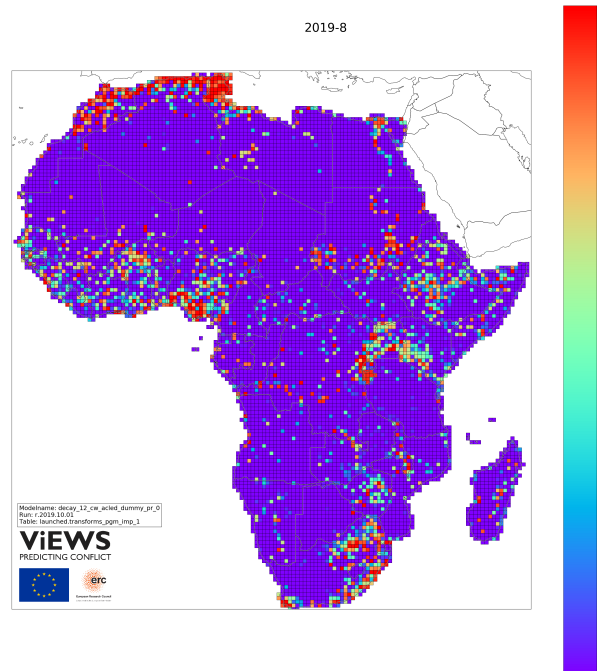 2019-8
Modelname: decay_12_cw_acled_dummy_pr_0
Run: r.2019.10.01
Table: launched.transforms_pgm_imp_1
ViEWS
PREDICTING CONFLICT
erc
European Research Council